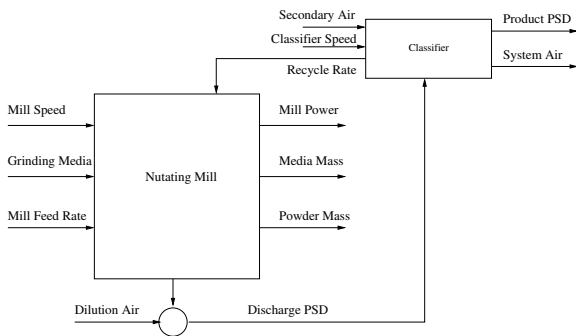 Secondary Air
Product PSD
Classifier Speed
Classifier
System Air
Recycle Rate
Mill Speed
Mill Power
Grinding Media
Nutating Mill
Media Mass
Mill Feed Rate
Powder Mass
Dilution Air
Discharge PSD